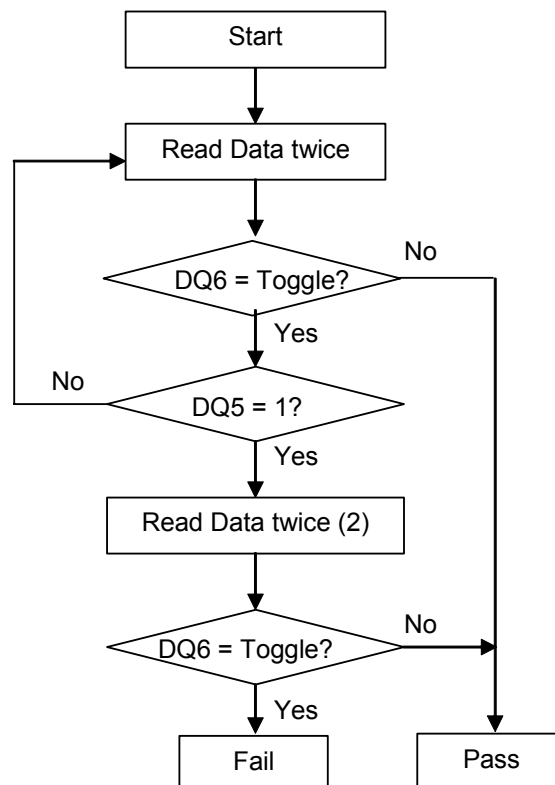 Start
Read Data twice
No
DQ6 = Toggle?
Yes
No
DQ5 = 1?
Yes
Read Data twice (2)
No
DQ6 = Toggle?
Yes
Fail
Pass